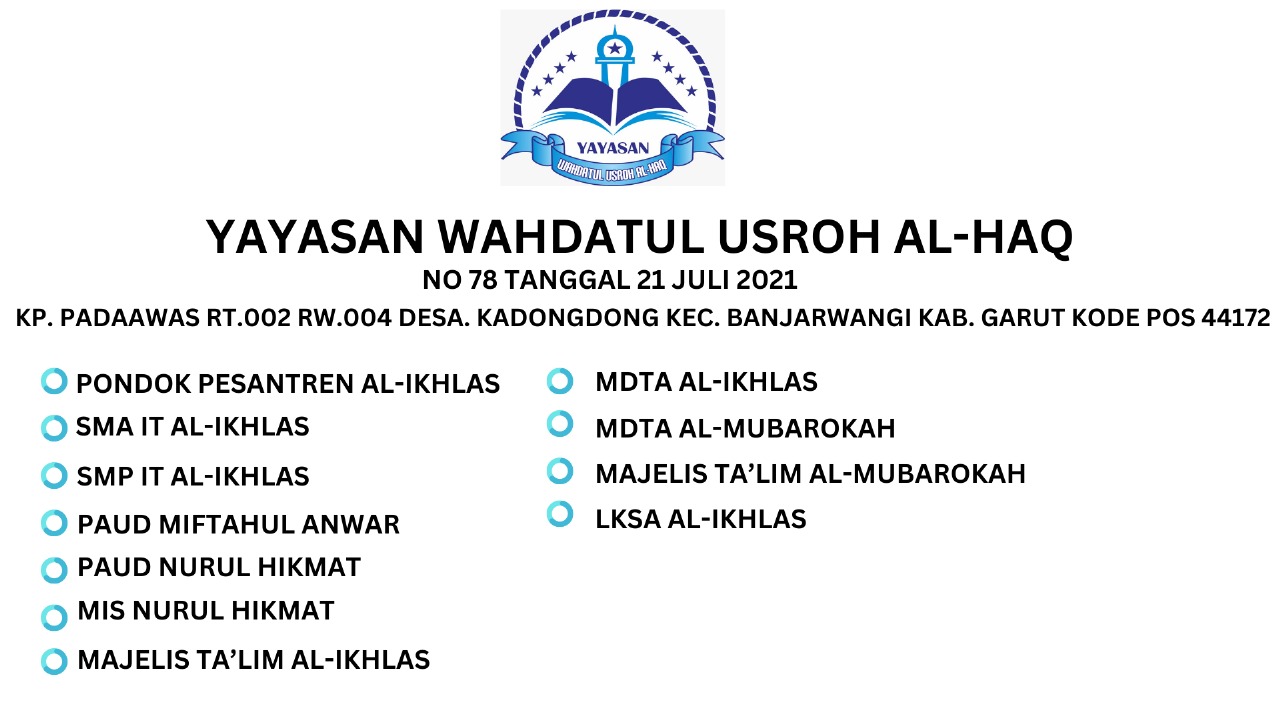 YAYASAN
WAHDATUL USROH AL-HAQ
YAYASAN WAHDATUL USROH AL-HAQ
NO 78 TANGGAL 21 JULI 2021
KP. PADAAWAS RT.002 RW.004 DESA. KADONGDONG KEC. BANJARWANGI KAB. GARUT KODE POS 44172
PONDOK PESANTREN AL-IKHLAS
SMA IT AL-IKHLAS
SMP IT AL-IKHLAS
PAUD MIFTAHUL ANWAR
PAUD NURUL HIKMAT
MIS NURUL HIKMAT
MAJELIS TA’LIM AL-IKHLAS
MDTA AL-IKHLAS
MDTA AL-MUBAROKAH
MAJELIS TA’LIM AL-MUBAROKAH
LKSA AL-IKHLAS